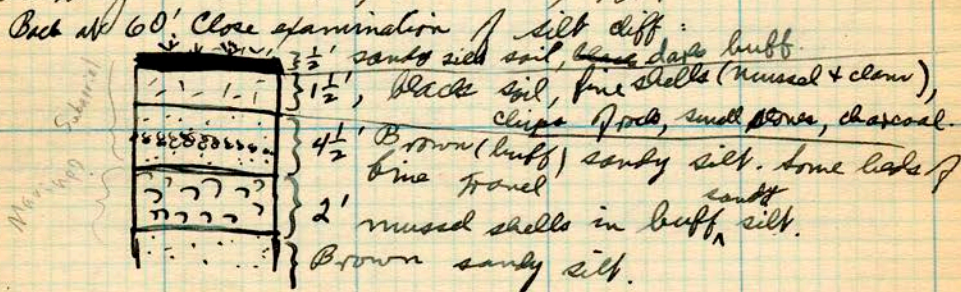 Back at 60'. Close examination of silt cliff:
½' sandy silt soil, dark buff.
1½', black soil, fine shells (mussel + clam),
chips of rock, small stones, charcoal.
4½' Brown (buff) sandy silt. Some beds of
fine gravel
2' mussel shells in buff sandy silt.
Brown sandy silt.
Subaerial